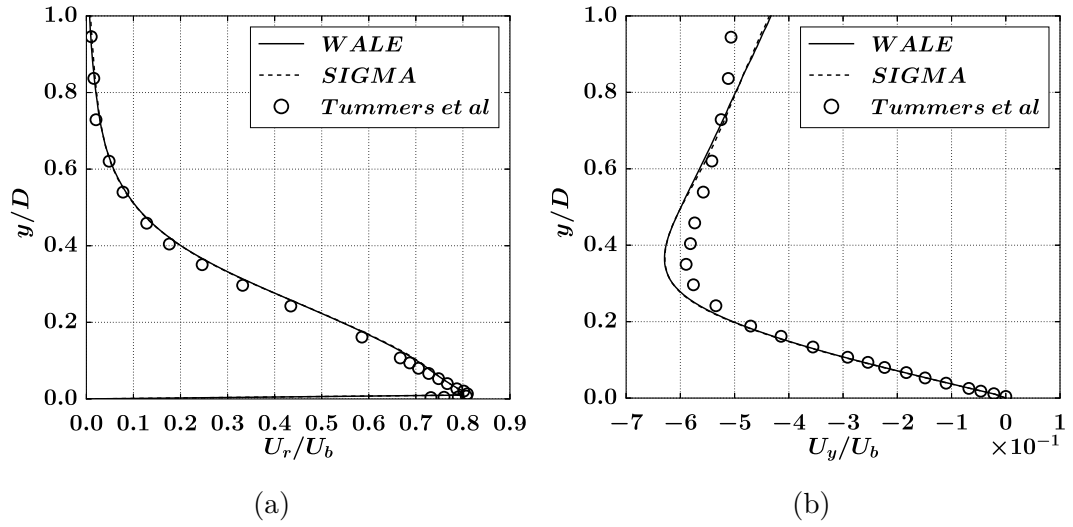 1.0
0.8
0.6
0.4
0.2
0.0
y/D
WALE
SIGMA
Tummers et al
0.0 0.1 0.2 0.3 0.4 0.5 0.6 0.7 0.8 0.9
U_r/U_b
(a)
1.0
0.8
0.6
0.4
0.2
0.0
y/D
WALE
SIGMA
Tummers et al
−7 −6 −5 −4 −3 −2 −1 0 1
U_y/U_b
×10^{−1}
(b)